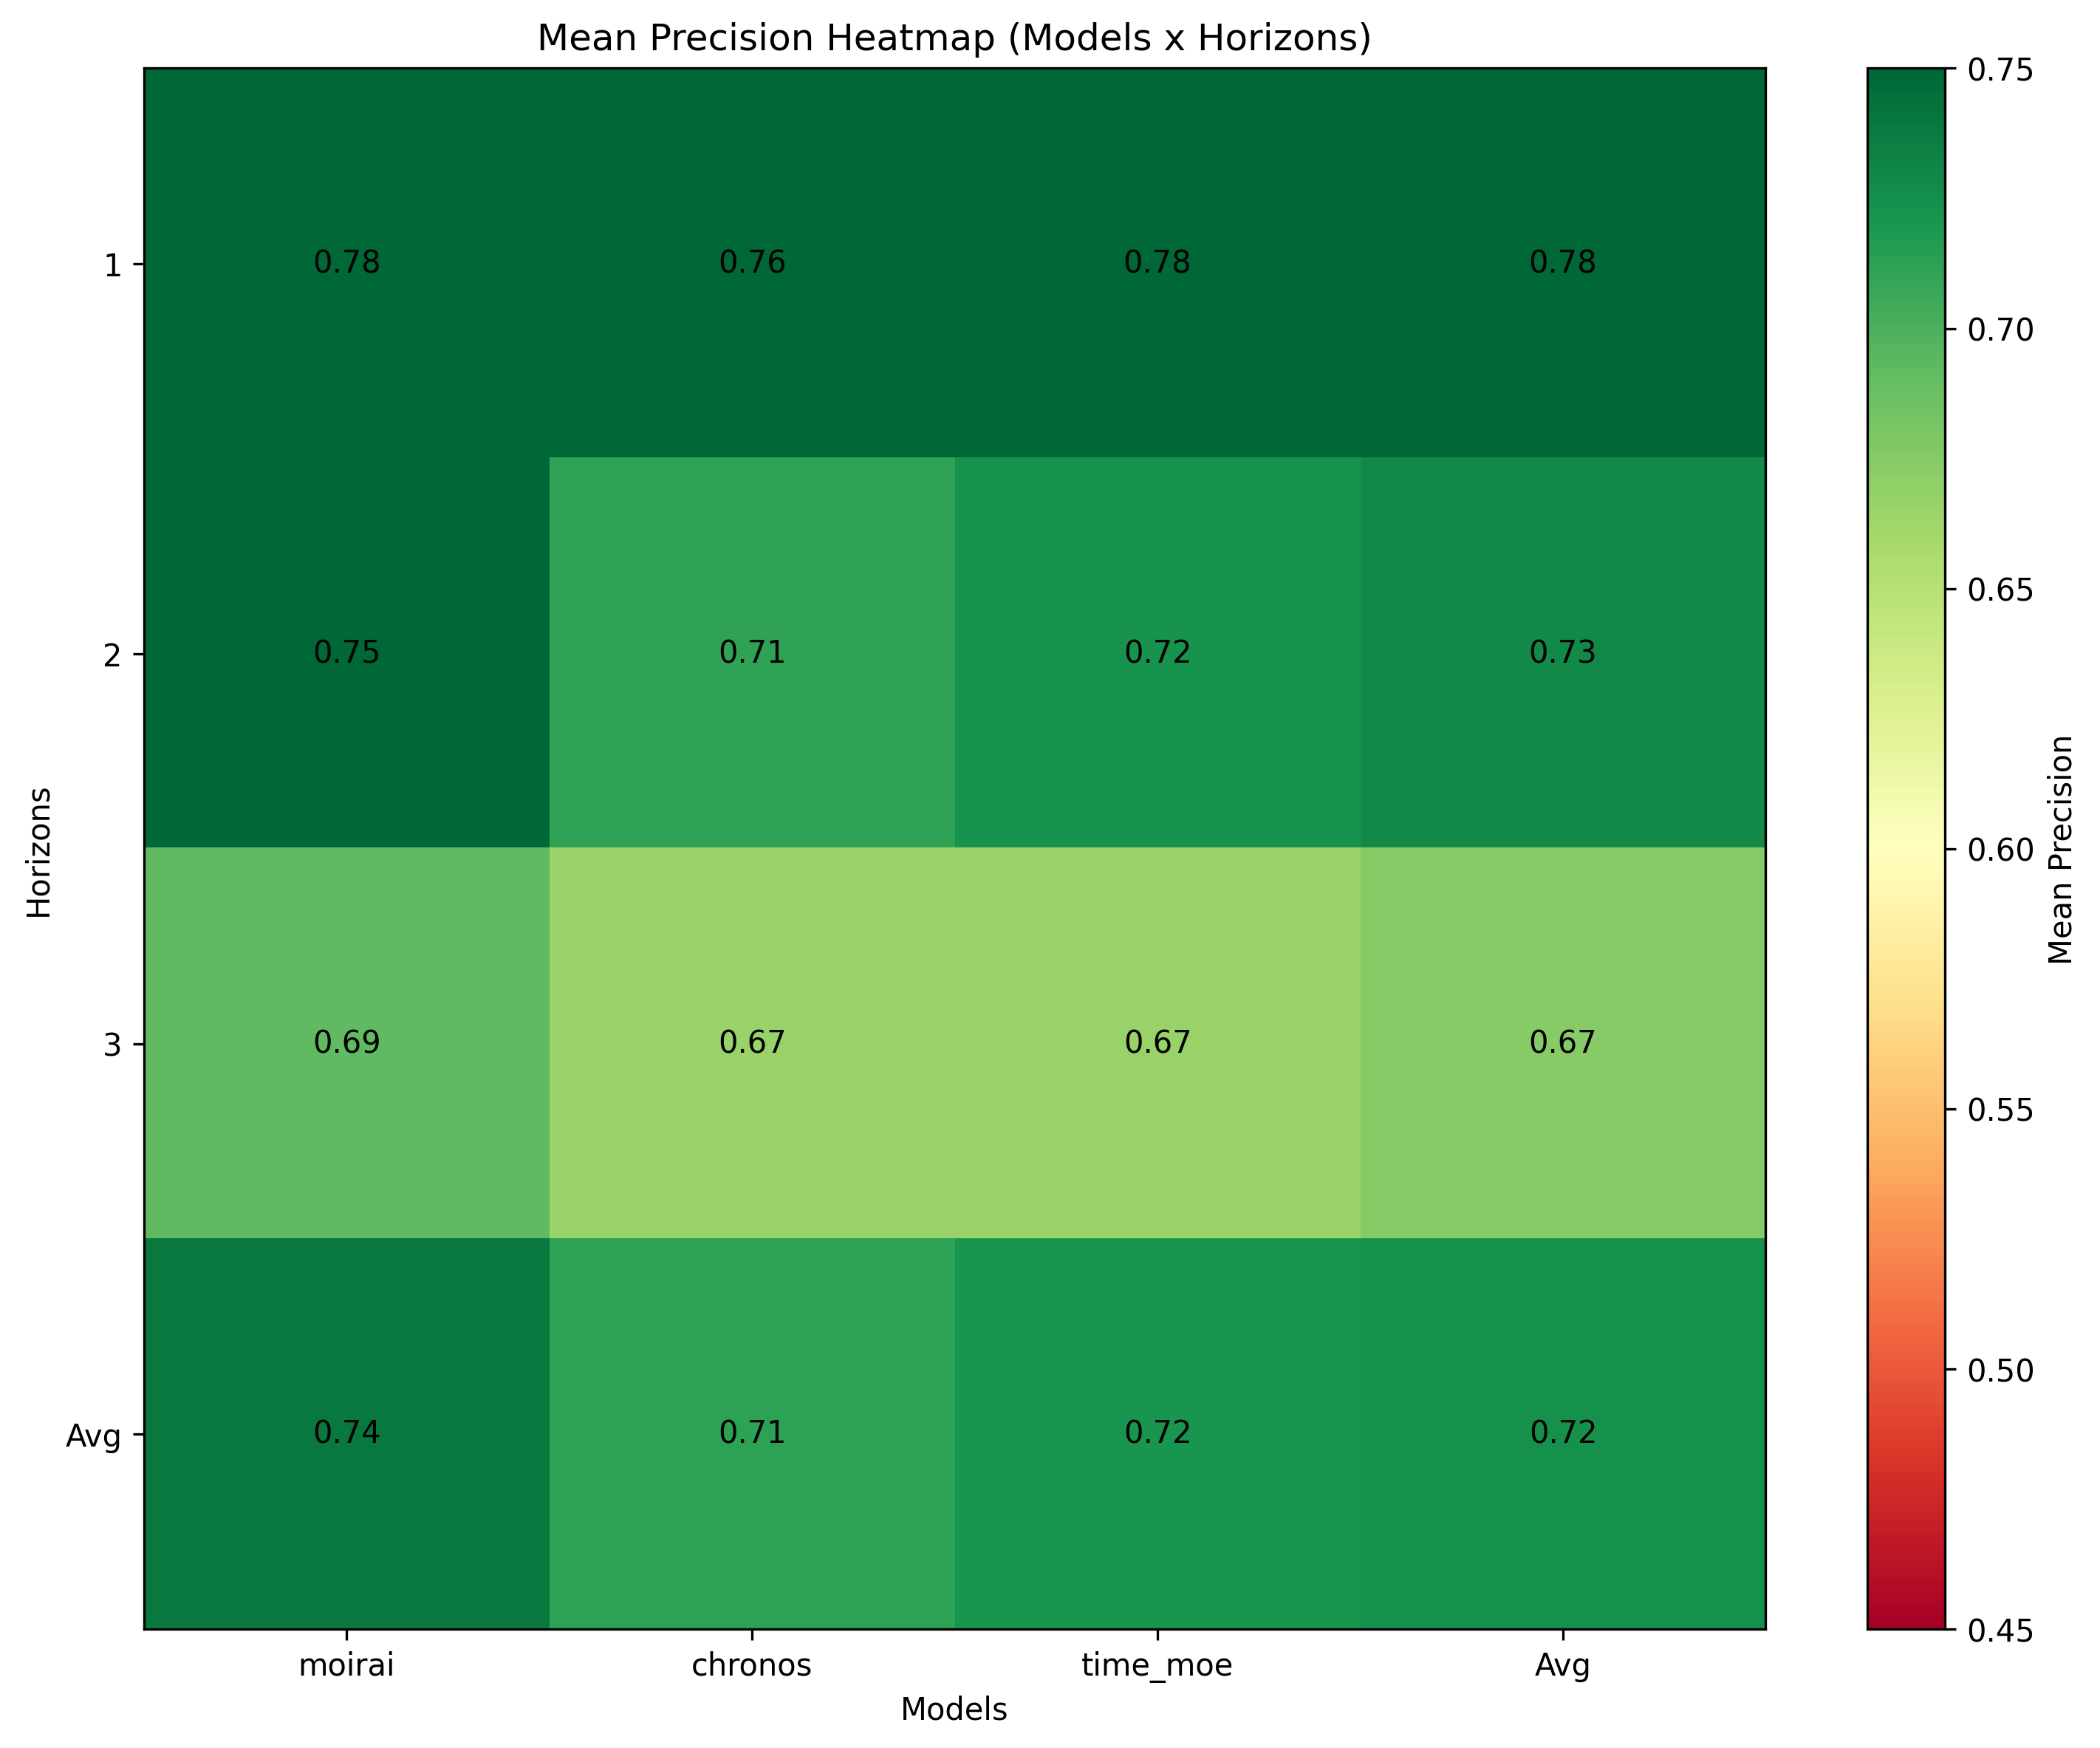 Mean Precision Heatmap (Models x Horizons)
1 0.78 0.76 0.78 0.78
2 0.75 0.71 0.72 0.73
3 0.69 0.67 0.67 0.67
Avg 0.74 0.71 0.72 0.72
moirai chronos time_moe Avg
Models
Horizons
0.75
0.70
0.65
0.60
0.55
0.50
0.45
Mean Precision